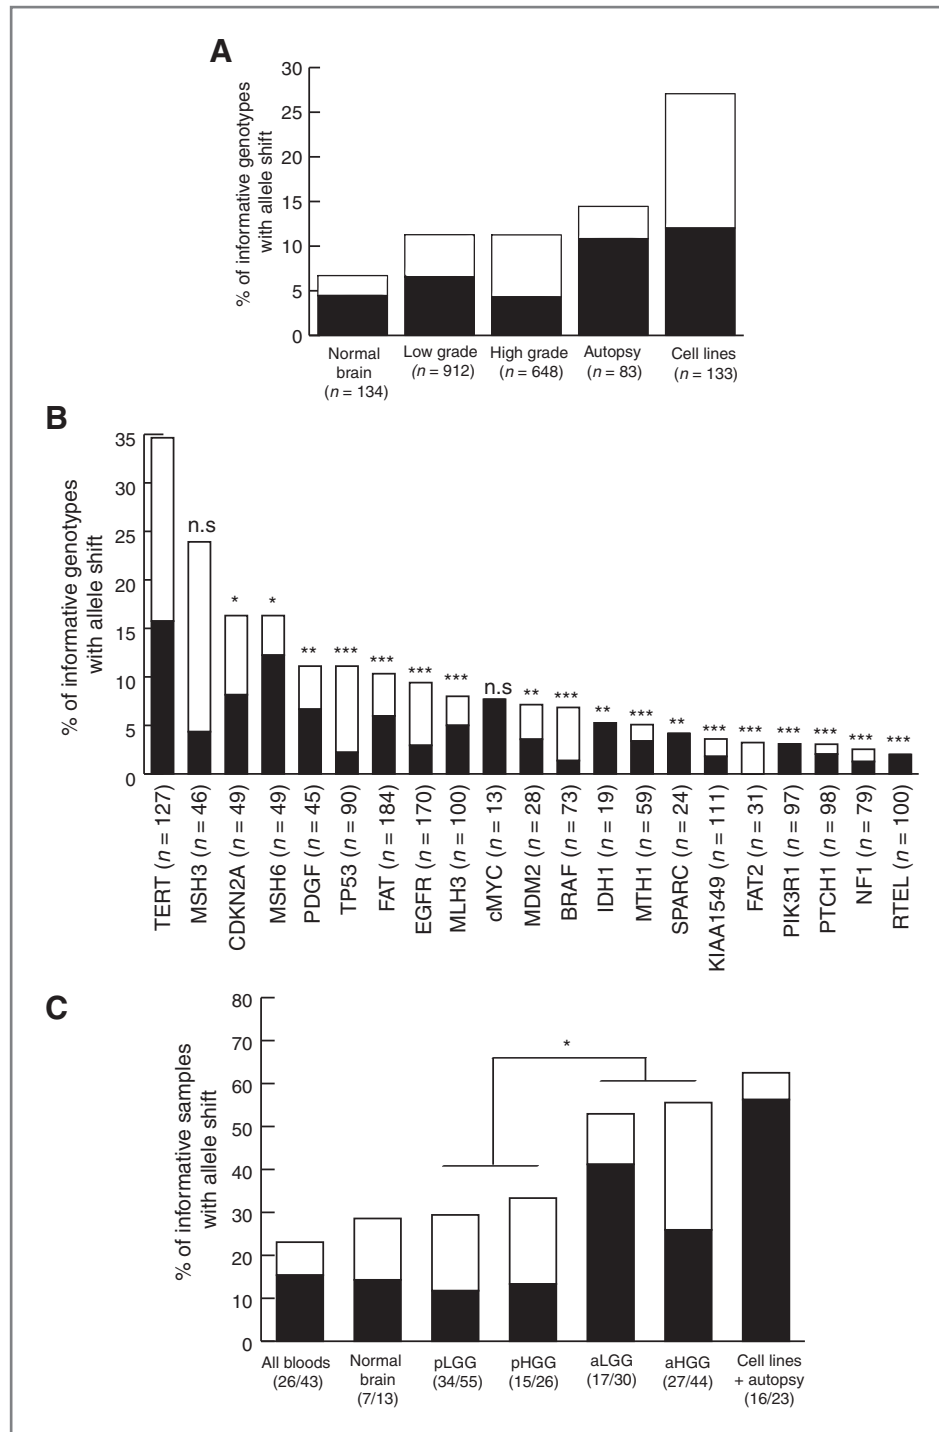 A
% of informative genotypes
with allele shift
30
25
20
15
10
5
0
Normal
brain
(n = 134)
Low grade
(n = 912)
High grade
(n = 648)
Autopsy
(n = 83)
Cell lines
(n = 133)
B
% of informative genotypes
with allele shift
35
30
25
20
15
10
5
0
n.s
*
*
**
***
***
***
***
n.s
**
***
**
***
**
***
***
***
***
***
***
TERT (n = 127)
MSH3 (n = 46)
CDKN2A (n = 49)
MSH6 (n = 49)
PDGF (n = 45)
TP53 (n = 90)
FAT (n = 184)
EGFR (n = 170)
MLH3 (n = 100)
cMYC (n = 13)
MDM2 (n = 28)
BRAF (n = 73)
IDH1 (n = 19)
MTH1 (n = 59)
SPARC (n = 24)
KIAA1549 (n = 111)
FAT2 (n = 31)
PIK3R1 (n = 97)
PTCH1 (n = 98)
NF1 (n = 79)
RTEL (n = 100)
C
% of informative samples
with allele shift
80
70
60
50
40
30
20
10
0
*
All bloods
(26/43)
Normal
brain
(7/13)
pLGG
(34/55)
pHGG
(15/26)
aLGG
(17/30)
aHGG
(27/44)
Cell lines
+ autopsy
(16/23)